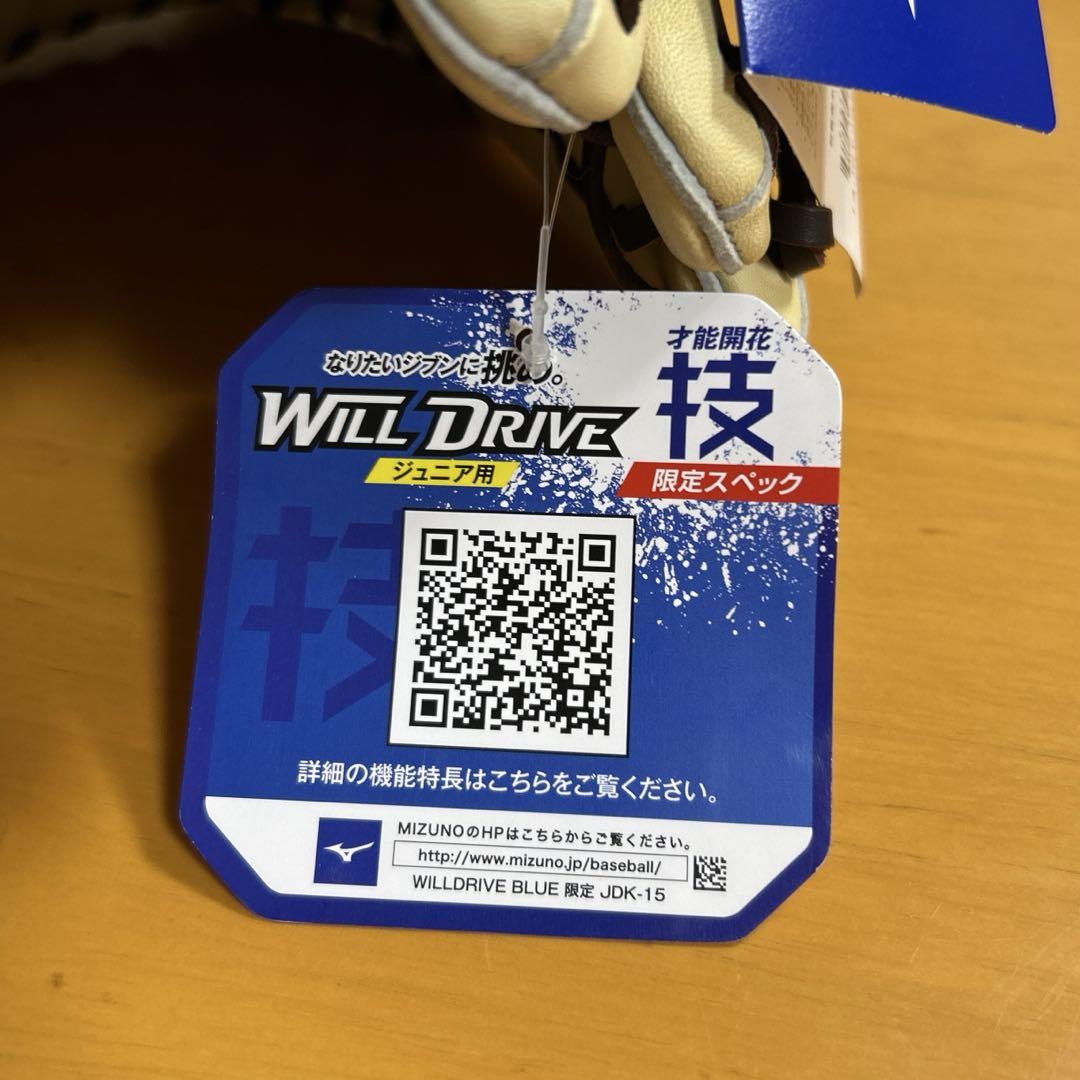 なりたいジブンに挑め。
WILL DRIVE
ジュニア用
才能開花
技
限定スペック
技
詳細の機能特長はこちらをご覧ください。
MIZUNOのHPはこちらからご覧ください。
http://www.mizuno.jp/baseball/
WILLDRIVE BLUE 限定 JDK-15